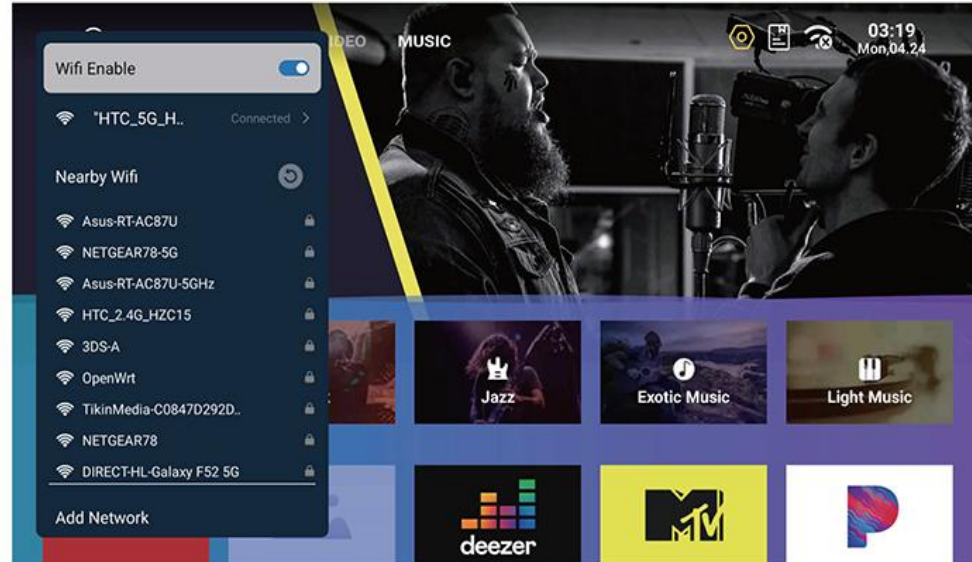 MUSIC
03:19
Mon,04.24
Wifi Enable
"HTC_5G_H.. Connected >
Nearby Wifi
Asus-RT-AC87U
NETGEAR78-5G
Asus-RT-AC87U-5GHz
HTC_2.4G_HZC15
3DS-A
OpenWrt
TikinMedia-C0847D292D..
NETGEAR78
DIRECT-HL-Galaxy F52 5G
Add Network
Jazz
Exotic Music
Light Music
deezer
MTV